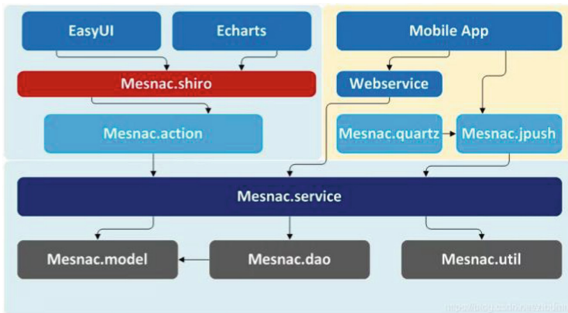 EasyUI
Echarts
Mobile App
Mesnac.shiro
Webservice
Mesnac.action
Mesnac.quartz
Mesnac.jpush
Mesnac.service
Mesnac.model
Mesnac.dao
Mesnac.util